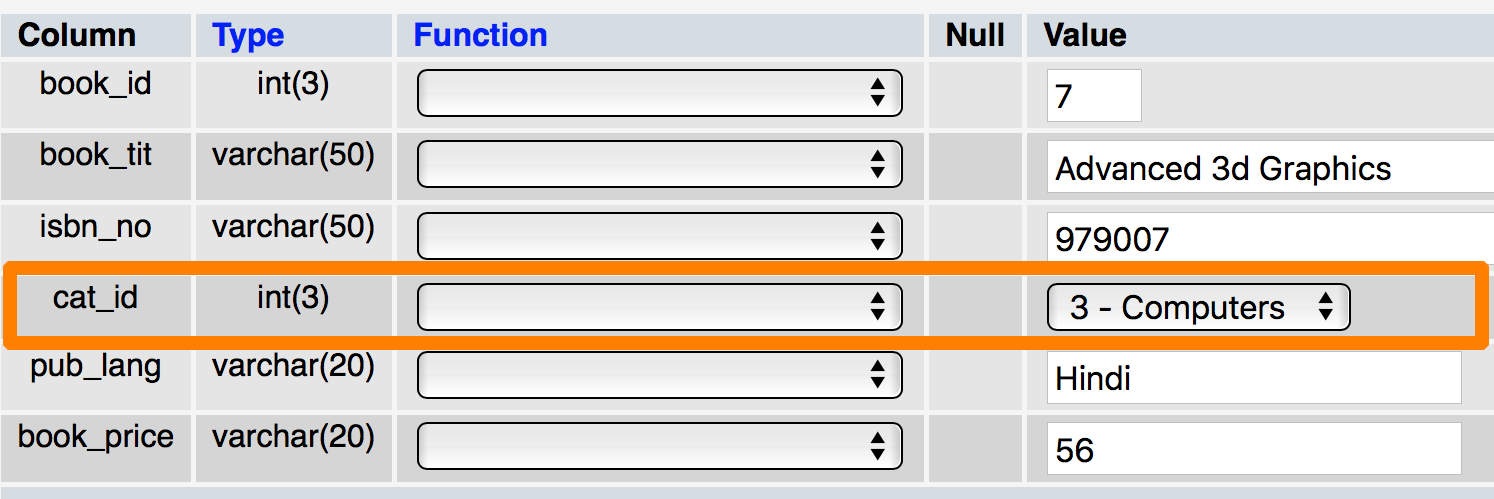 Column Type Function Null Value
book_id int(3) 7
book_tit varchar(50) Advanced 3d Graphics
isbn_no varchar(50) 979007
cat_id int(3) 3 - Computers
pub_lang varchar(20) Hindi
book_price varchar(20) 56